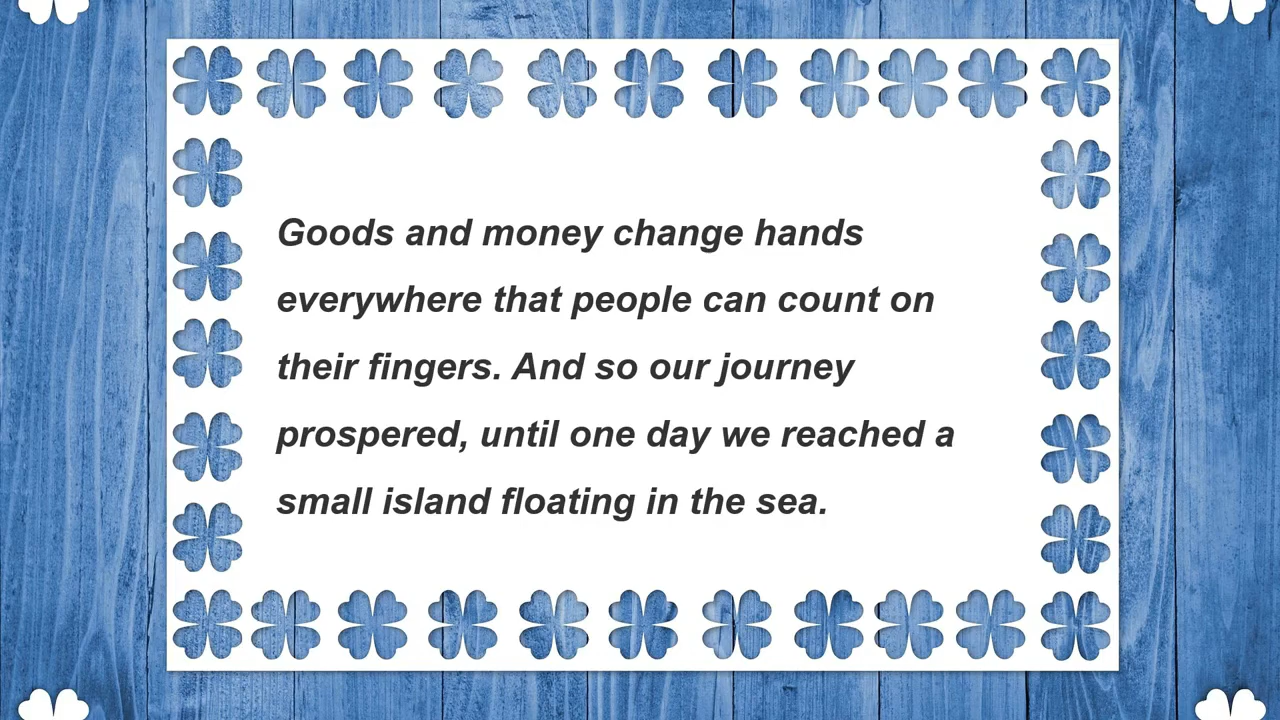 Goods and money change hands
everywhere that people can count on
their fingers. And so our journey
prospered, until one day we reached a
small island floating in the sea.